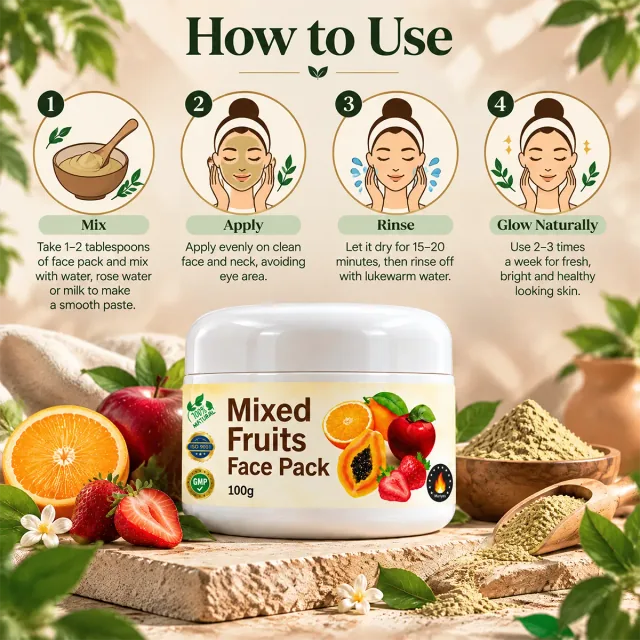 How to Use
1
Mix
Take 1–2 tablespoons
of face pack and mix
with water, rose water
or milk to make
a smooth paste.
2
Apply
Apply evenly on clean
face and neck, avoiding
eye area.
3
Rinse
Let it dry for 15–20
minutes, then rinse off
with lukewarm water.
4
Glow Naturally
Use 2–3 times
a week for fresh,
bright and healthy
looking skin.
100%
NATURAL
ISO 9001
GMP
Mixed
Fruits
Face Pack
100g